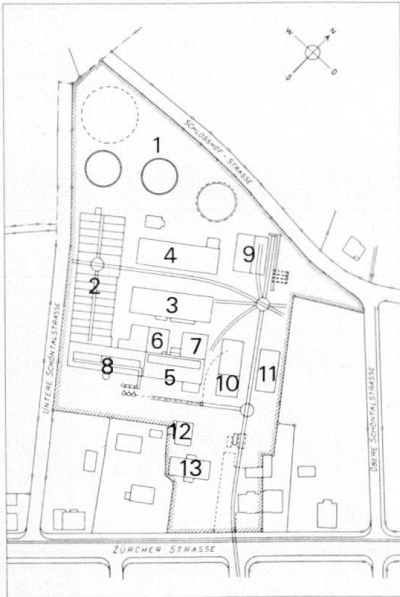 W
N
S
O
SCHLOSSHOF-STRASSE
1
9
4
2
3
6
7
8
5
10
11
12
13
UNTERE SCHÖNTALSTRASSE
OBERE SCHÖNTALSTRASSE
ZÜRCHER STRASSE